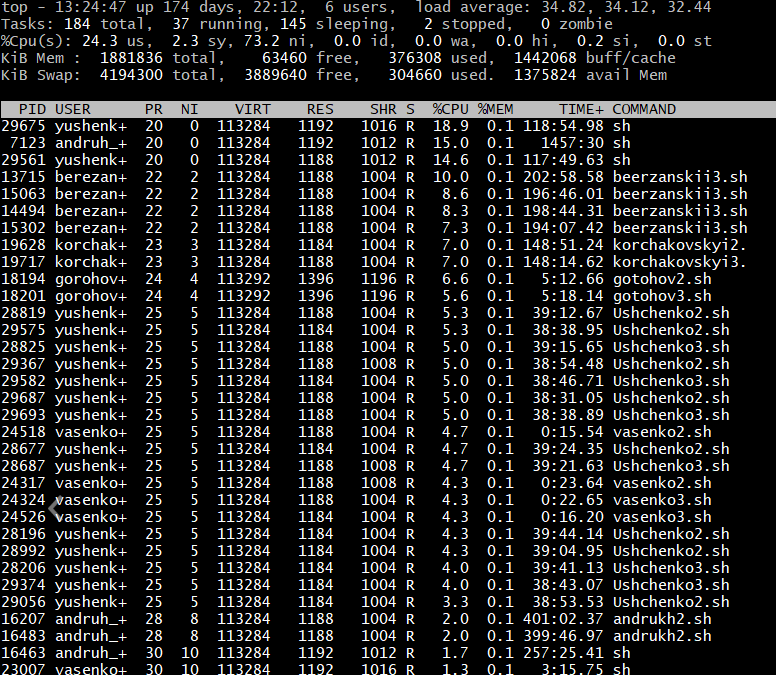 top - 13:24:47 up 174 days, 22:12,  6 users,  load average: 34.82, 34.12, 32.44
Tasks: 184 total,  37 running, 145 sleeping,   2 stopped,   0 zombie
%Cpu(s): 24.3 us,  2.3 sy, 73.2 ni,  0.0 id,  0.0 wa,  0.0 hi,  0.2 si,  0.0 st
KiB Mem :  1881836 total,    63460 free,   376308 used,  1442068 buff/cache
KiB Swap:  4194300 total,  3889640 free,   304660 used.  1375824 avail Mem
PID USER PR NI VIRT RES SHR S %CPU %MEM TIME+ COMMAND
29675 yushenk+ 20 0 113284 1192 1016 R 18.9 0.1 118:54.98 sh
7123 andruh_+ 20 0 113284 1192 1012 R 15.0 0.1 1457:30 sh
29561 yushenk+ 20 0 113284 1188 1012 R 14.6 0.1 117:49.63 sh
13715 berezan+ 22 2 113284 1188 1004 R 10.0 0.1 202:58.58 beerzanskii3.sh
15063 berezan+ 22 2 113284 1188 1004 R 8.6 0.1 196:46.01 beerzanskii3.sh
14494 berezan+ 22 2 113284 1188 1004 R 8.3 0.1 198:44.31 beerzanskii3.sh
15302 berezan+ 22 2 113284 1188 1004 R 7.3 0.1 194:07.42 beerzanskii3.sh
19628 korchak+ 23 3 113284 1184 1004 R 7.0 0.1 148:51.24 korchakovskyi2.
19717 korchak+ 23 3 113284 1188 1004 R 7.0 0.1 148:14.62 korchakovskyi3.
18194 gorohov+ 24 4 113292 1396 1196 R 6.6 0.1 5:12.66 gotohov2.sh
18201 gorohov+ 24 4 113292 1396 1196 R 5.6 0.1 5:18.14 gotohov3.sh
28819 yushenk+ 25 5 113284 1188 1004 R 5.3 0.1 39:12.67 Ushchenko2.sh
29575 yushenk+ 25 5 113284 1184 1004 R 5.3 0.1 38:38.95 Ushchenko2.sh
28825 yushenk+ 25 5 113284 1188 1004 R 5.0 0.1 39:15.65 Ushchenko3.sh
29367 yushenk+ 25 5 113284 1188 1008 R 5.0 0.1 38:54.48 Ushchenko2.sh
29582 yushenk+ 25 5 113284 1184 1004 R 5.0 0.1 38:46.71 Ushchenko3.sh
29687 yushenk+ 25 5 113284 1188 1004 R 5.0 0.1 38:31.05 Ushchenko2.sh
29693 yushenk+ 25 5 113284 1188 1004 R 5.0 0.1 38:38.89 Ushchenko3.sh
24518 vasenko+ 25 5 113284 1188 1004 R 4.7 0.1 0:15.54 vasenko2.sh
28677 yushenk+ 25 5 113284 1184 1004 R 4.7 0.1 39:24.35 Ushchenko2.sh
28687 yushenk+ 25 5 113284 1188 1008 R 4.7 0.1 39:21.63 Ushchenko3.sh
24317 vasenko+ 25 5 113284 1188 1008 R 4.3 0.1 0:23.64 vasenko2.sh
24324 vasenko+ 25 5 113284 1188 1004 R 4.3 0.1 0:22.65 vasenko3.sh
24526 vasenko+ 25 5 113284 1184 1004 R 4.3 0.1 0:16.20 vasenko3.sh
28196 yushenk+ 25 5 113284 1188 1004 R 4.3 0.1 39:44.14 Ushchenko2.sh
28992 yushenk+ 25 5 113284 1184 1004 R 4.3 0.1 39:04.95 Ushchenko2.sh
28206 yushenk+ 25 5 113284 1184 1004 R 4.0 0.1 39:41.13 Ushchenko3.sh
29374 yushenk+ 25 5 113284 1184 1004 R 4.0 0.1 38:43.07 Ushchenko3.sh
29056 yushenk+ 25 5 113284 1184 1004 R 3.3 0.1 38:53.53 Ushchenko2.sh
16207 andruh_+ 28 8 113284 1188 1004 R 2.0 0.1 401:02.37 andrukh2.sh
16483 andruh_+ 28 8 113284 1188 1004 R 2.0 0.1 399:46.97 andrukh2.sh
16463 andruh_+ 30 10 113284 1192 1012 R 1.7 0.1 257:25.41 sh
23007 vasenko+ 30 10 113284 1192 1016 R 1.3 0.1 3:15.75 sh